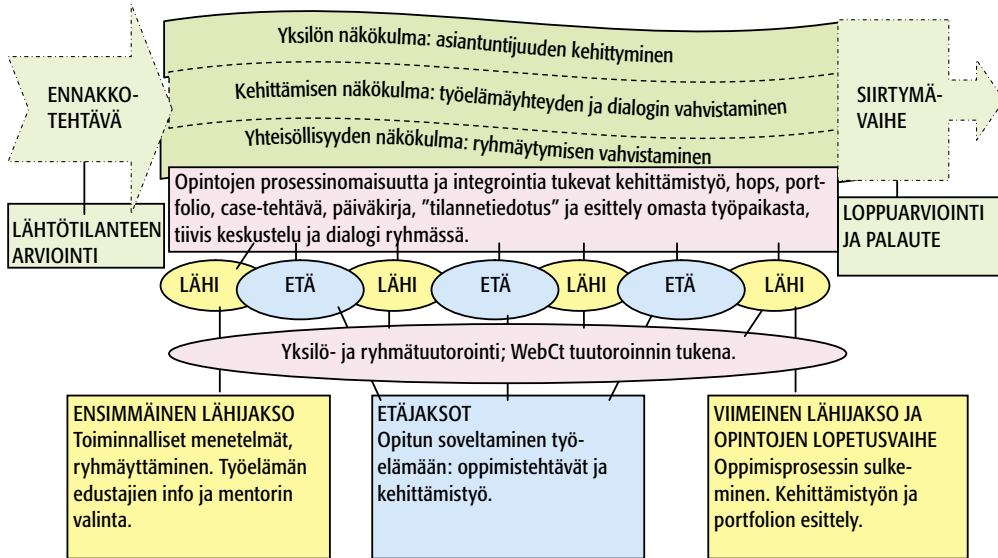 Yksilön näkökulma: asiantuntijuuden kehittyminen
ENNAKKO-
TEHTÄVÄ
Kehittämisen näkökulma: työelämäyhteyden ja dialogin vahvistaminen
SIIRTYMÄ-
VAIHE
Yhteisöllisyyden näkökulma: ryhmäytymisen vahvistaminen
Opintojen prosessinomaisuutta ja integrointia tukevat kehittämistyö, hops, port-
folio, case-tehtävä, päiväkirja, ”tilannetiedotus” ja esittely omasta työpaikasta,
tiivis keskustelu ja dialogi ryhmässä.
LÄHTÖTILANTEEN
ARVIOINTI
LOPPUARVIOINTI
JA PALAUTE
LÄHI
ETÄ
LÄHI
ETÄ
LÄHI
ETÄ
LÄHI
Yksilö- ja ryhmätuutorointi; WebCt tuutoroinnin tukena.
ENSIMMÄINEN LÄHIJAKSO
Toiminnalliset menetelmät,
ryhmäyttäminen. Työelämän
edustajien info ja mentorin
valinta.
ETÄJAKSOT
Opitun soveltaminen työ-
elämään: oppimistehtävät ja
kehittämistyö.
VIIMEINEN LÄHIJAKSO JA
OPINTOJEN LOPETUSVAIHE
Oppimisprosessin sulke-
minen. Kehittämistyön ja
portfolion esittely.